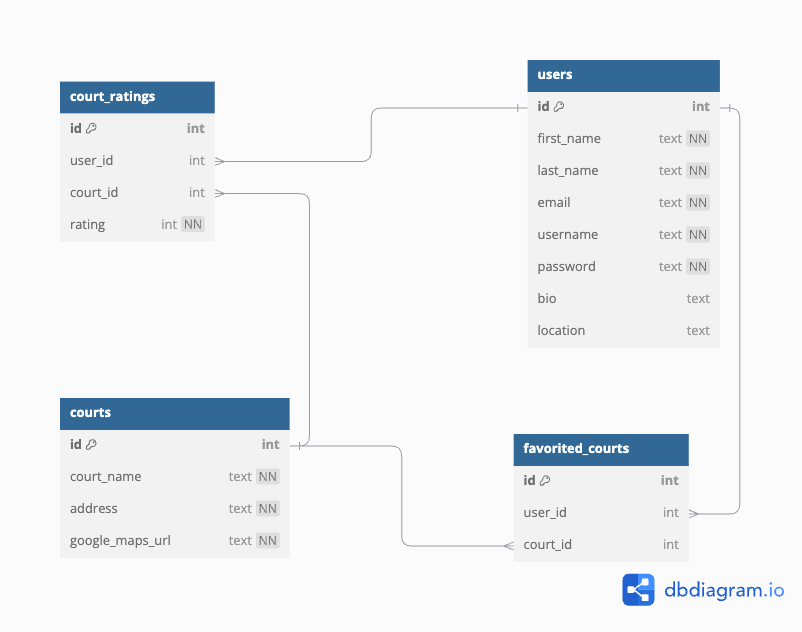 court_ratings
id int
user_id int
court_id int
rating int NN
users
id int
first_name text NN
last_name text NN
email text NN
username text NN
password text NN
bio text
location text
courts
id int
court_name text NN
address text NN
google_maps_url text NN
favorited_courts
id int
user_id int
court_id int
dbdiagram.io